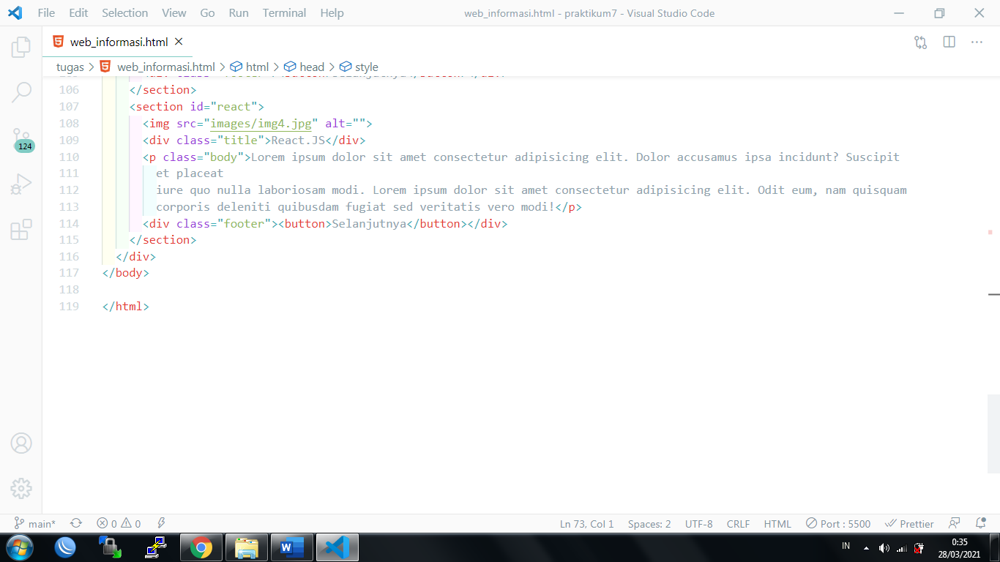 File Edit Selection View Go Run Terminal Help
web_informasi.html - praktikum7 - Visual Studio Code
web_informasi.html
tugas > web_informasi.html > html > head > style
106 </section>
107 <section id="react">
108 <img src="images/img4.jpg" alt="">
109 <div class="title">React.JS</div>
110 <p class="body">Lorem ipsum dolor sit amet consectetur adipisicing elit. Dolor accusamus ipsa incidunt? Suscipit
111 et placeat
112 iure quo nulla laboriosam modi. Lorem ipsum dolor sit amet consectetur adipisicing elit. Odit eum, nam quisquam
113 corporis deleniti quibusdam fugiat sed veritatis vero modi!</p>
114 <div class="footer"><button>Selanjutnya</button></div>
115 </section>
116 </div>
117 </body>
118
119 </html>
124
main* 0 0 Ln 73, Col 1 Spaces: 2 UTF-8 CRLF HTML Port : 5500 Prettier
W
IN
0:35
28/03/2021